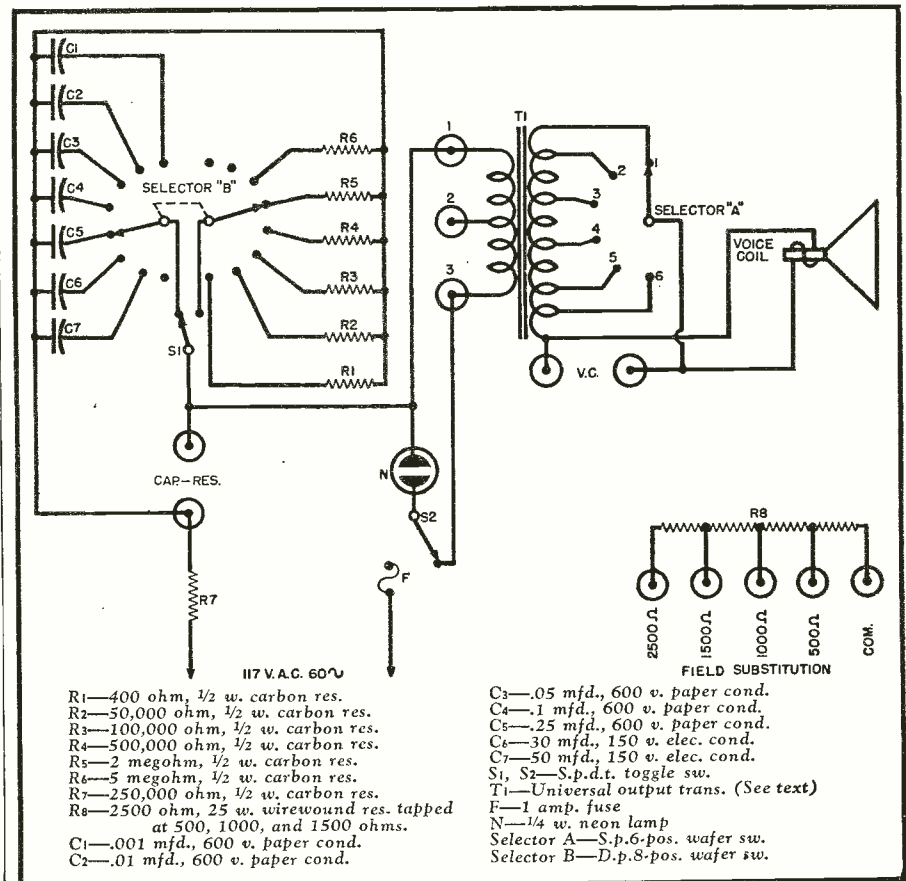 C1
C2
C3
C4
C5
C6
C7
SELECTOR "B"
R6
R5
R4
R3
R2
R1
S1
CAP.-RES.
R7
1
2
3
T1
2
3
4
5
1
6
SELECTOR "A"
VOICE
COIL
V.C.
N
S2
F
R8
2500Ω
1500Ω
1000Ω
500Ω
COM.
FIELD SUBSTITUTION
117 V. A.C. 60~
R1—400 ohm, 1/2 w. carbon res.
R2—50,000 ohm, 1/2 w. carbon res.
R3—100,000 ohm, 1/2 w. carbon res.
R4—500,000 ohm, 1/2 w. carbon res.
R5—2 megohm, 1/2 w. carbon res.
R6—5 megohm, 1/2 w. carbon res.
R7—250,000 ohm, 1/2 w. carbon res.
R8—2500 ohm, 25 w. wirewound res. tapped
at 500, 1000, and 1500 ohms.
C1—.001 mfd., 600 v. paper cond.
C2—.01 mfd., 600 v. paper cond.
C3—.05 mfd., 600 v. paper cond.
C4—.1 mfd., 600 v. paper cond.
C5—.25 mfd., 600 v. paper cond.
C6—30 mfd., 150 v. elec. cond.
C7—50 mfd., 150 v. elec. cond.
S1, S2—S.p.d.t. toggle sw.
T1—Universal output trans. (See text)
F—1 amp. fuse
N—1/4 w. neon lamp
Selector A—S.p.6-pos. wafer sw.
Selector B—D.p.8-pos. wafer sw.